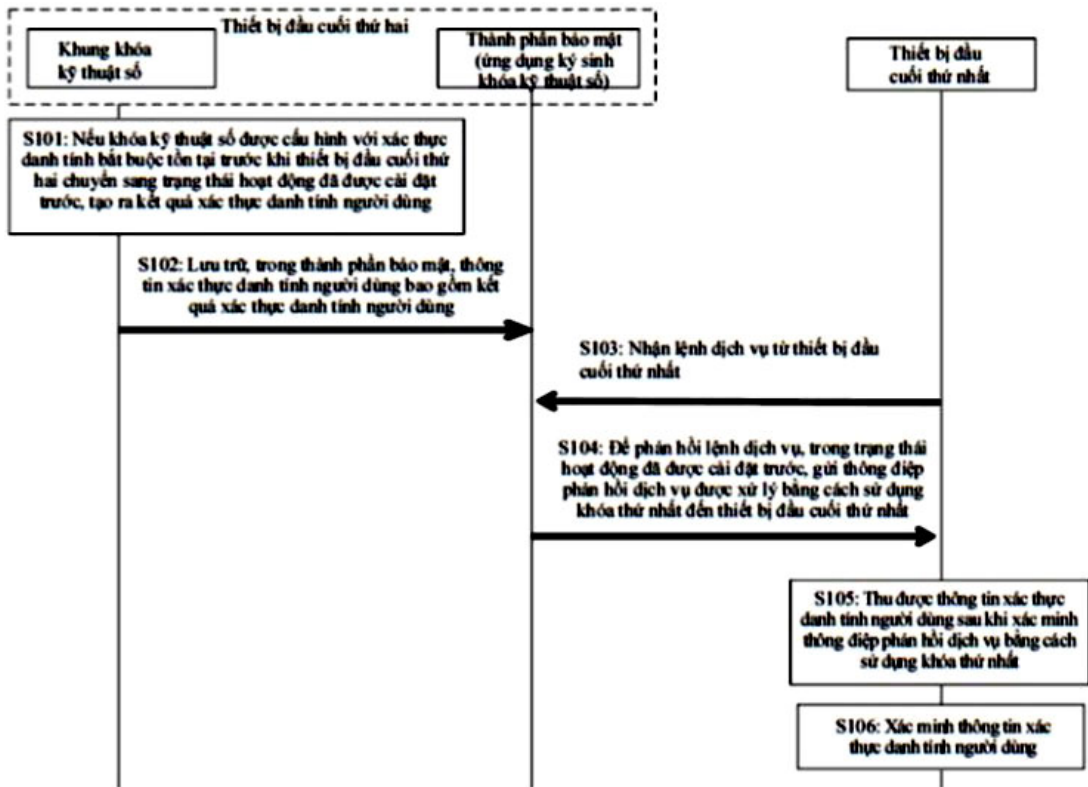 Thiết bị đầu cuối thứ hai
Khung khóa
kỹ thuật số
Thành phần bảo mật
(ứng dụng ký sinh
khóa kỹ thuật số)
Thiết bị đầu
cuối thứ nhất
S101: Nếu khóa kỹ thuật số được cấu hình với xác thực
danh tính bắt buộc tồn tại trước khi thiết bị đầu cuối thứ
hai chuyển sang trạng thái hoạt động đã được cài đặt
trước, tạo ra kết quả xác thực danh tính người dùng
S102: Lưu trữ, trong thành phần bảo mật, thông
tin xác thực danh tính người dùng bao gồm kết
quả xác thực danh tính người dùng
S103: Nhận lệnh dịch vụ từ thiết bị đầu
cuối thứ nhất
S104: Để phản hồi lệnh dịch vụ, trong trạng thái
hoạt động đã được cài đặt trước, gửi thông điệp
phản hồi dịch vụ được xử lý bằng cách sử dụng
khóa thứ nhất đến thiết bị đầu cuối thứ nhất
S105: Thu được thông tin xác thực
danh tính người dùng sau khi xác minh
thông điệp phản hồi dịch vụ bằng cách
sử dụng khóa thứ nhất
S106: Xác minh thông tin xác
thực danh tính người dùng